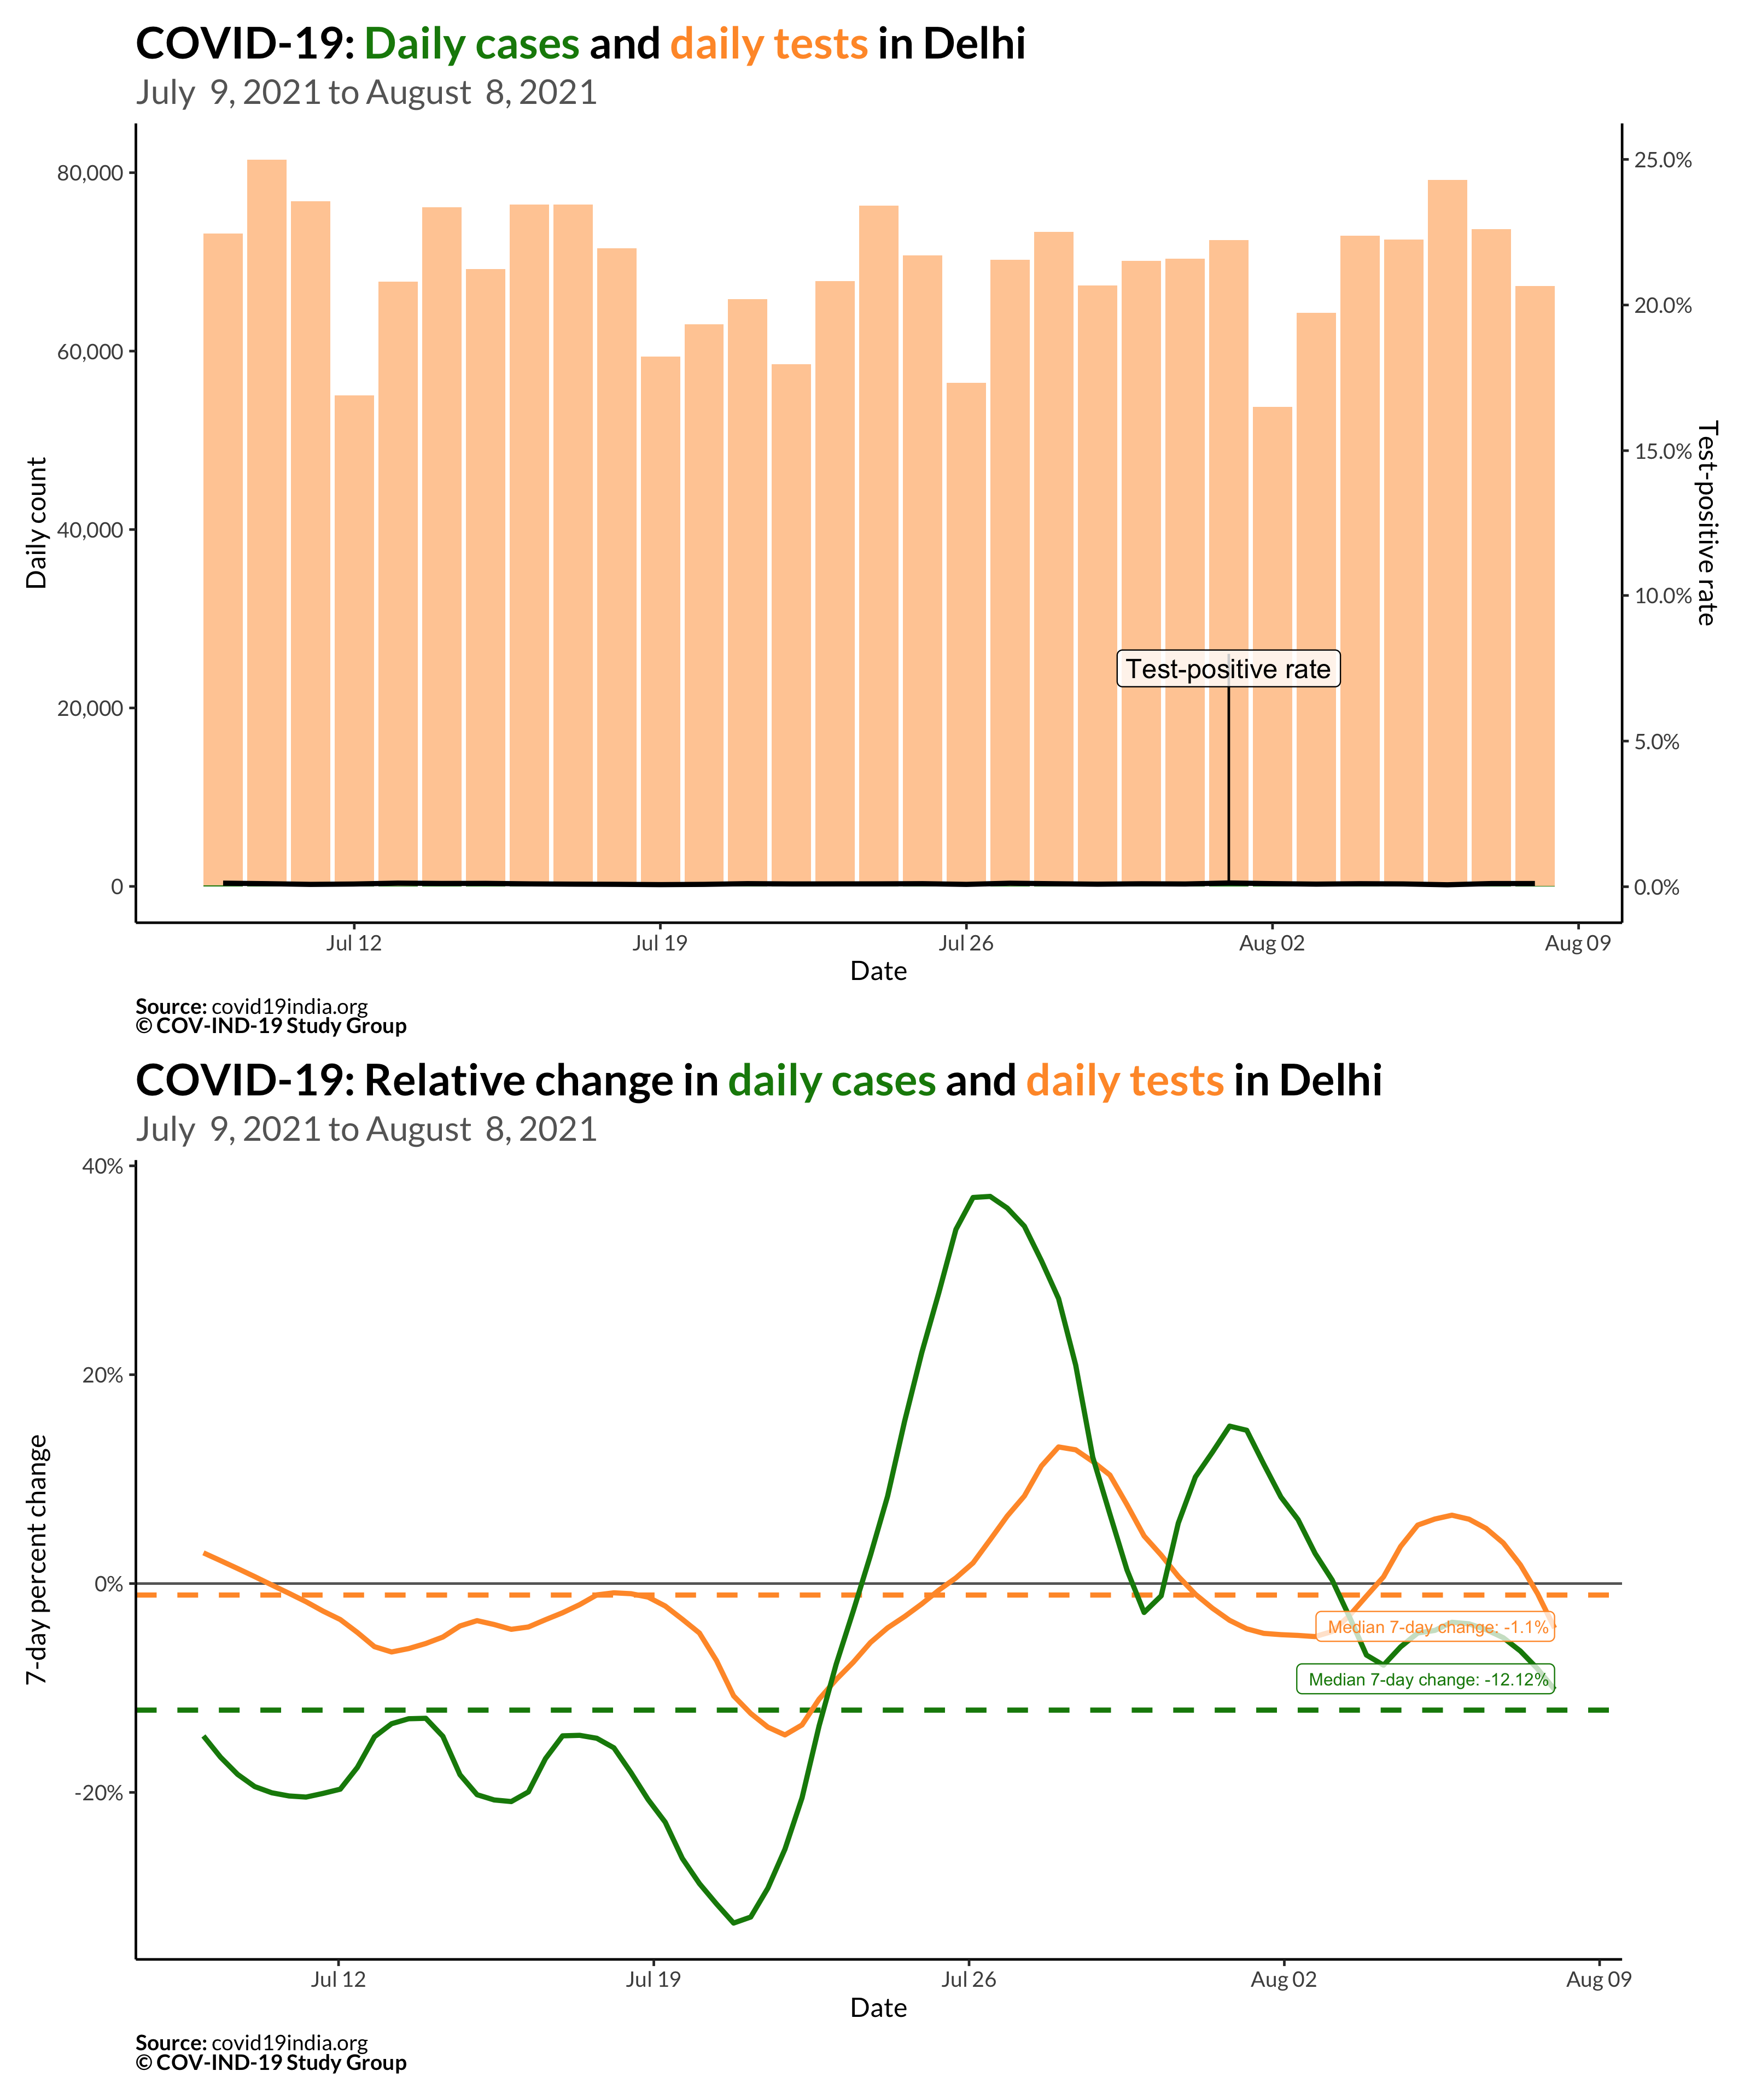 COVID-19: Daily cases and daily tests in Delhi
July 9, 2021 to August 8, 2021
80,000
60,000
40,000
20,000
0
Daily count
25.0%
20.0%
15.0%
10.0%
5.0%
0.0%
Test-positive rate
Test-positive rate
Jul 12
Jul 19
Jul 26
Aug 02
Aug 09
Date
Source: covid19india.org
© COV-IND-19 Study Group
COVID-19: Relative change in daily cases and daily tests in Delhi
July 9, 2021 to August 8, 2021
40%
20%
0%
-20%
7-day percent change
Median 7-day change: -1.1%
Median 7-day change: -12.12%
Jul 12
Jul 19
Jul 26
Aug 02
Aug 09
Date
Source: covid19india.org
© COV-IND-19 Study Group